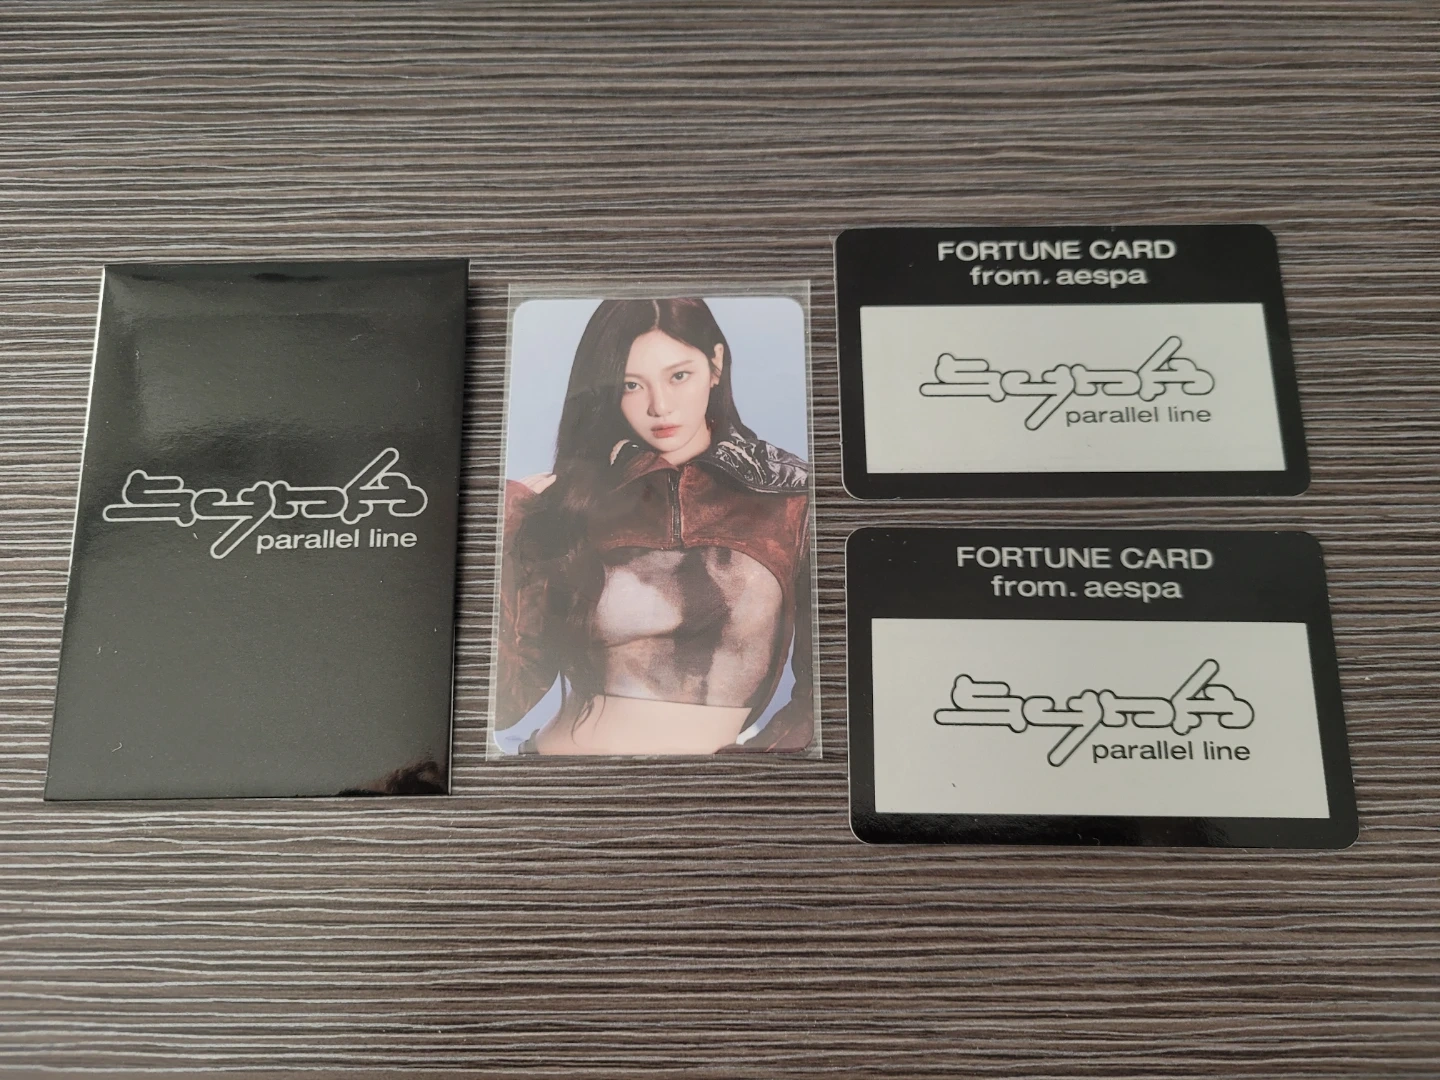 synk
parallel line
FORTUNE CARD
from. aespa
synk
parallel line
FORTUNE CARD
from. aespa
synk
parallel line